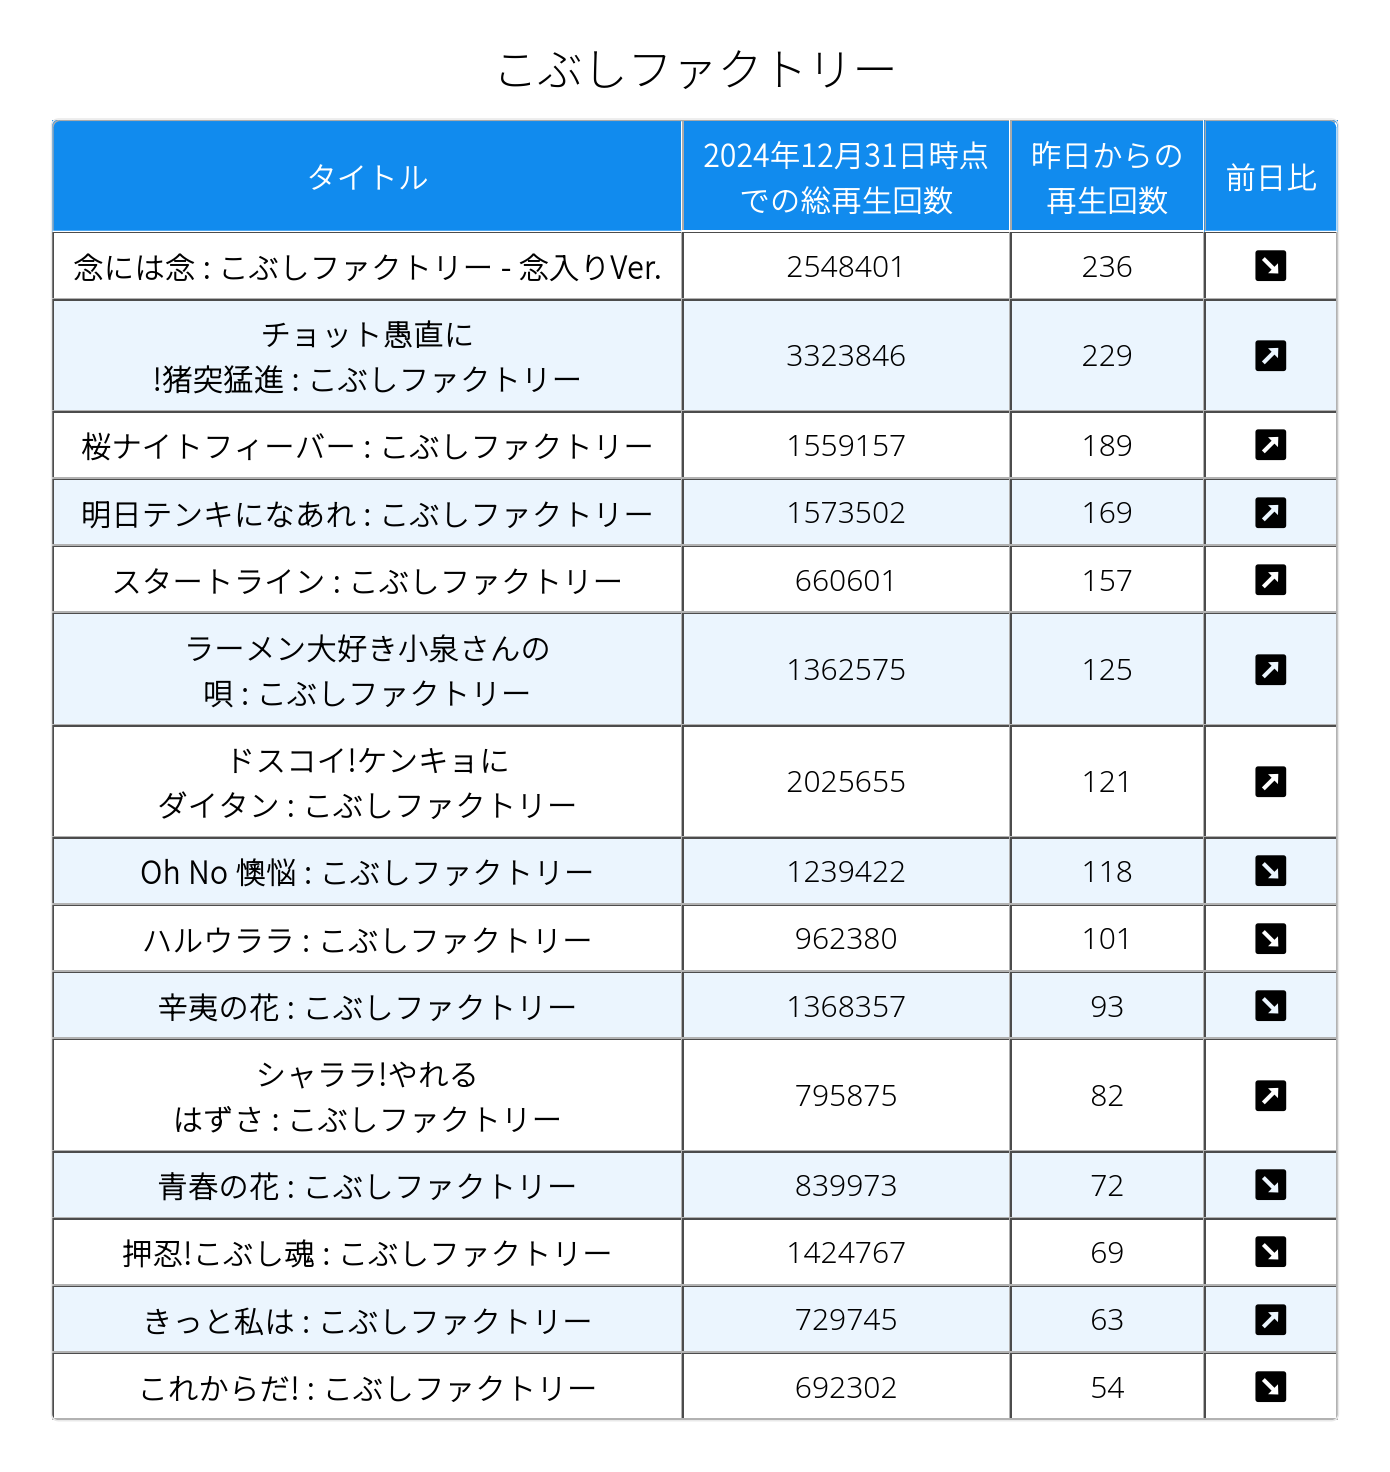 こぶしファクトリー
タイトル
2024年12月31日時点
での総再生回数
昨日からの
再生回数
前日比
念には念 : こぶしファクトリー - 念入りVer.
2548401
236
チョット愚直に
!猪突猛進 : こぶしファクトリー
3323846
229
桜ナイトフィーバー : こぶしファクトリー
1559157
189
明日テンキになあれ : こぶしファクトリー
1573502
169
スタートライン : こぶしファクトリー
660601
157
ラーメン大好き小泉さんの
唄 : こぶしファクトリー
1362575
125
ドスコイ!ケンキョに
ダイタン : こぶしファクトリー
2025655
121
Oh No 懊悩 : こぶしファクトリー
1239422
118
ハルウララ : こぶしファクトリー
962380
101
辛夷の花 : こぶしファクトリー
1368357
93
シャララ!やれる
はずさ : こぶしファクトリー
795875
82
青春の花 : こぶしファクトリー
839973
72
押忍!こぶし魂 : こぶしファクトリー
1424767
69
きっと私は : こぶしファクトリー
729745
63
これからだ! : こぶしファクトリー
692302
54